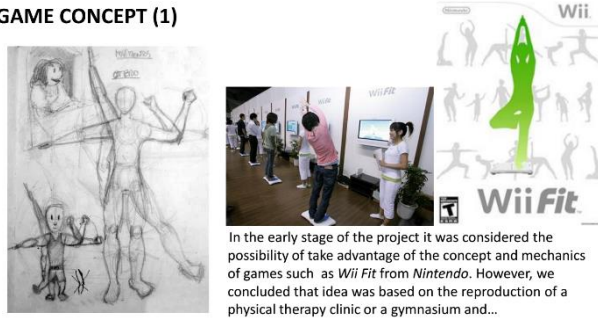 GAME CONCEPT (1)
Nintendo
Wii
WiiFit
Wii Fit
T
In the early stage of the project it was considered the
possibility of take advantage of the concept and mechanics
of games such as Wii Fit from Nintendo. However, we
concluded that idea was based on the reproduction of a
physical therapy clinic or a gymnasium and...